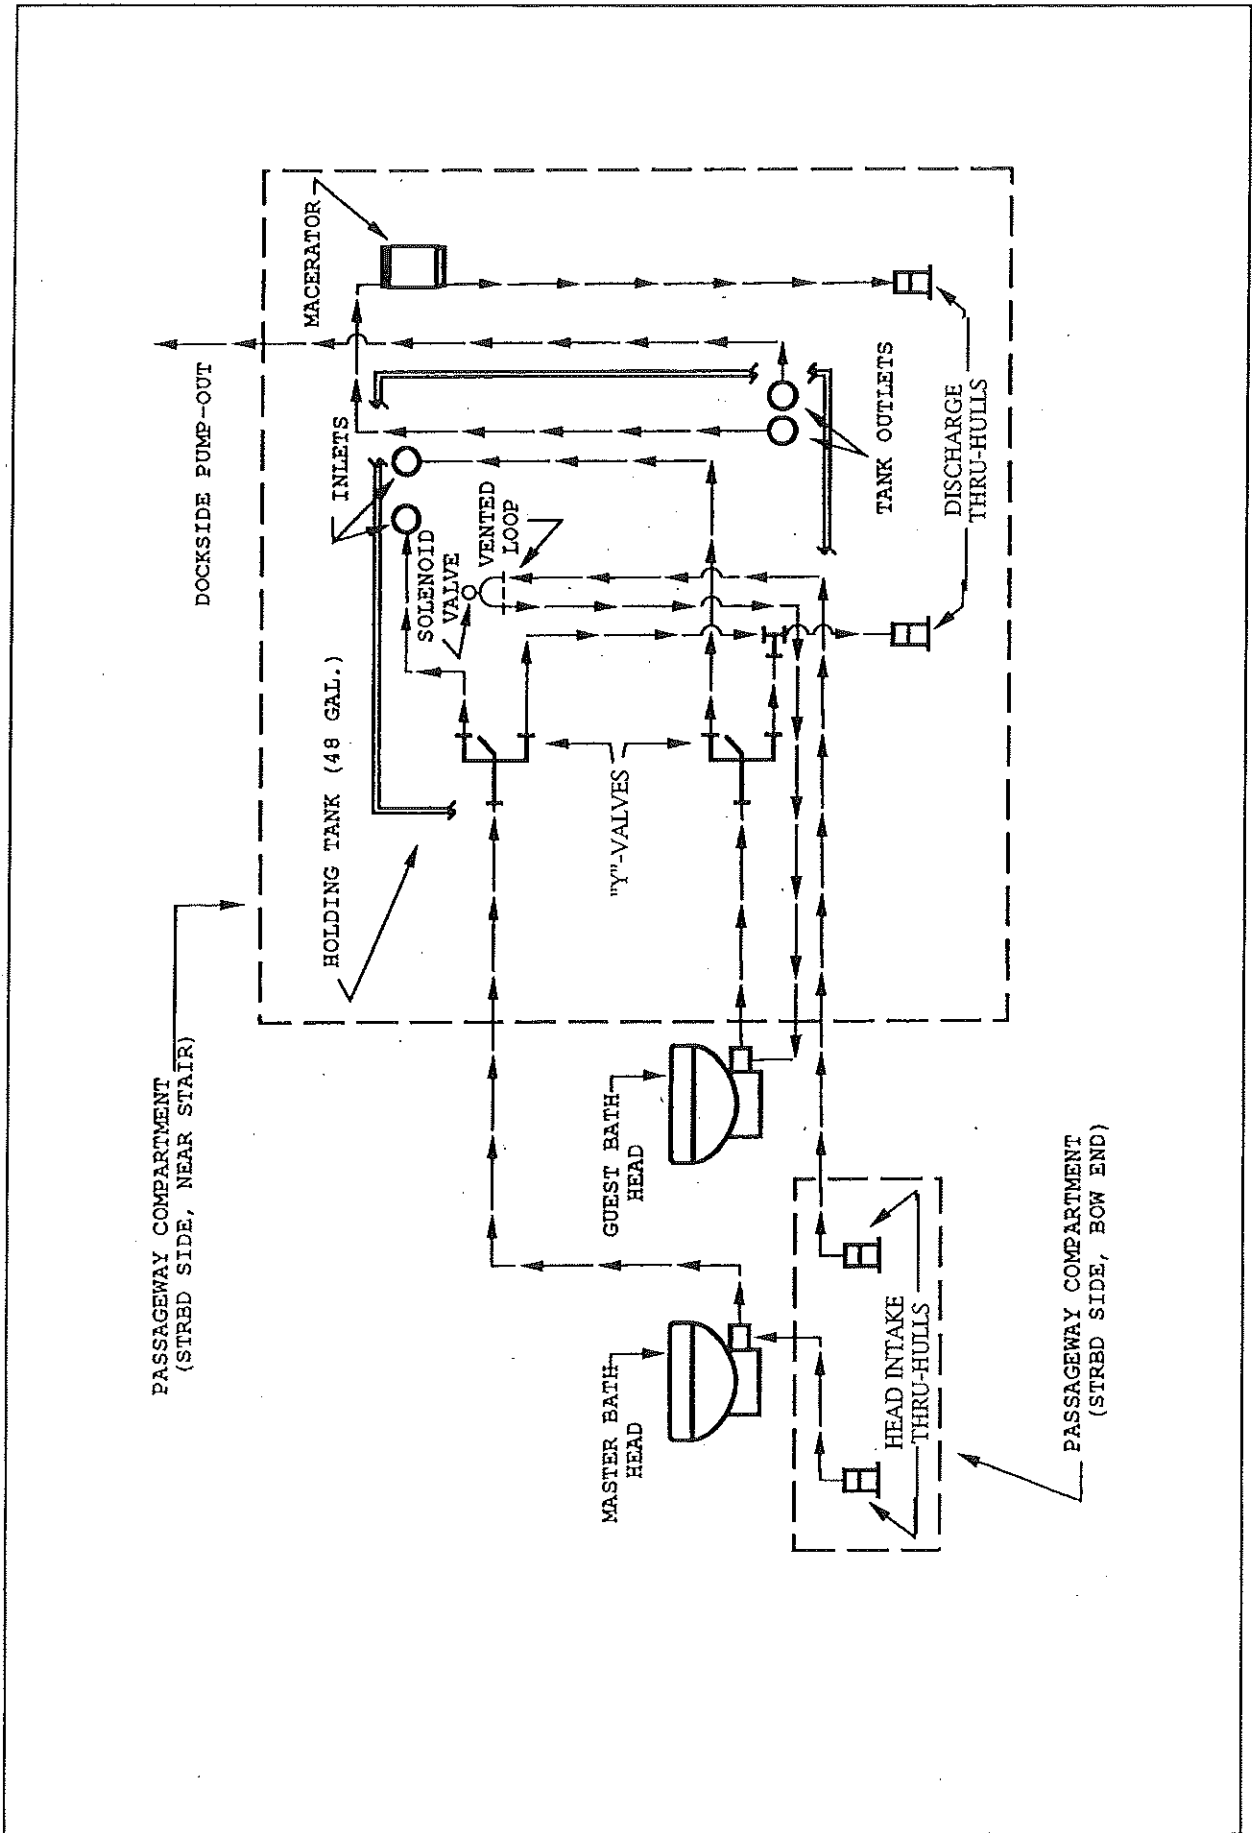 PASSAGEWAY COMPARTMENT
(STRBD SIDE, NEAR STAIR)
DOCKSIDE PUMP-OUT
MACERATOR
HOLDING TANK (48 GAL.)
INLETS
SOLENOID
VALVE
VENTED
LOOP
"Y"-VALVES
TANK OUTLETS
DISCHARGE
THRU-HULLS
MASTER BATH
HEAD
GUEST BATH
HEAD
HEAD INTAKE
THRU-HULLS
PASSAGEWAY COMPARTMENT
(STRBD SIDE, BOW END)